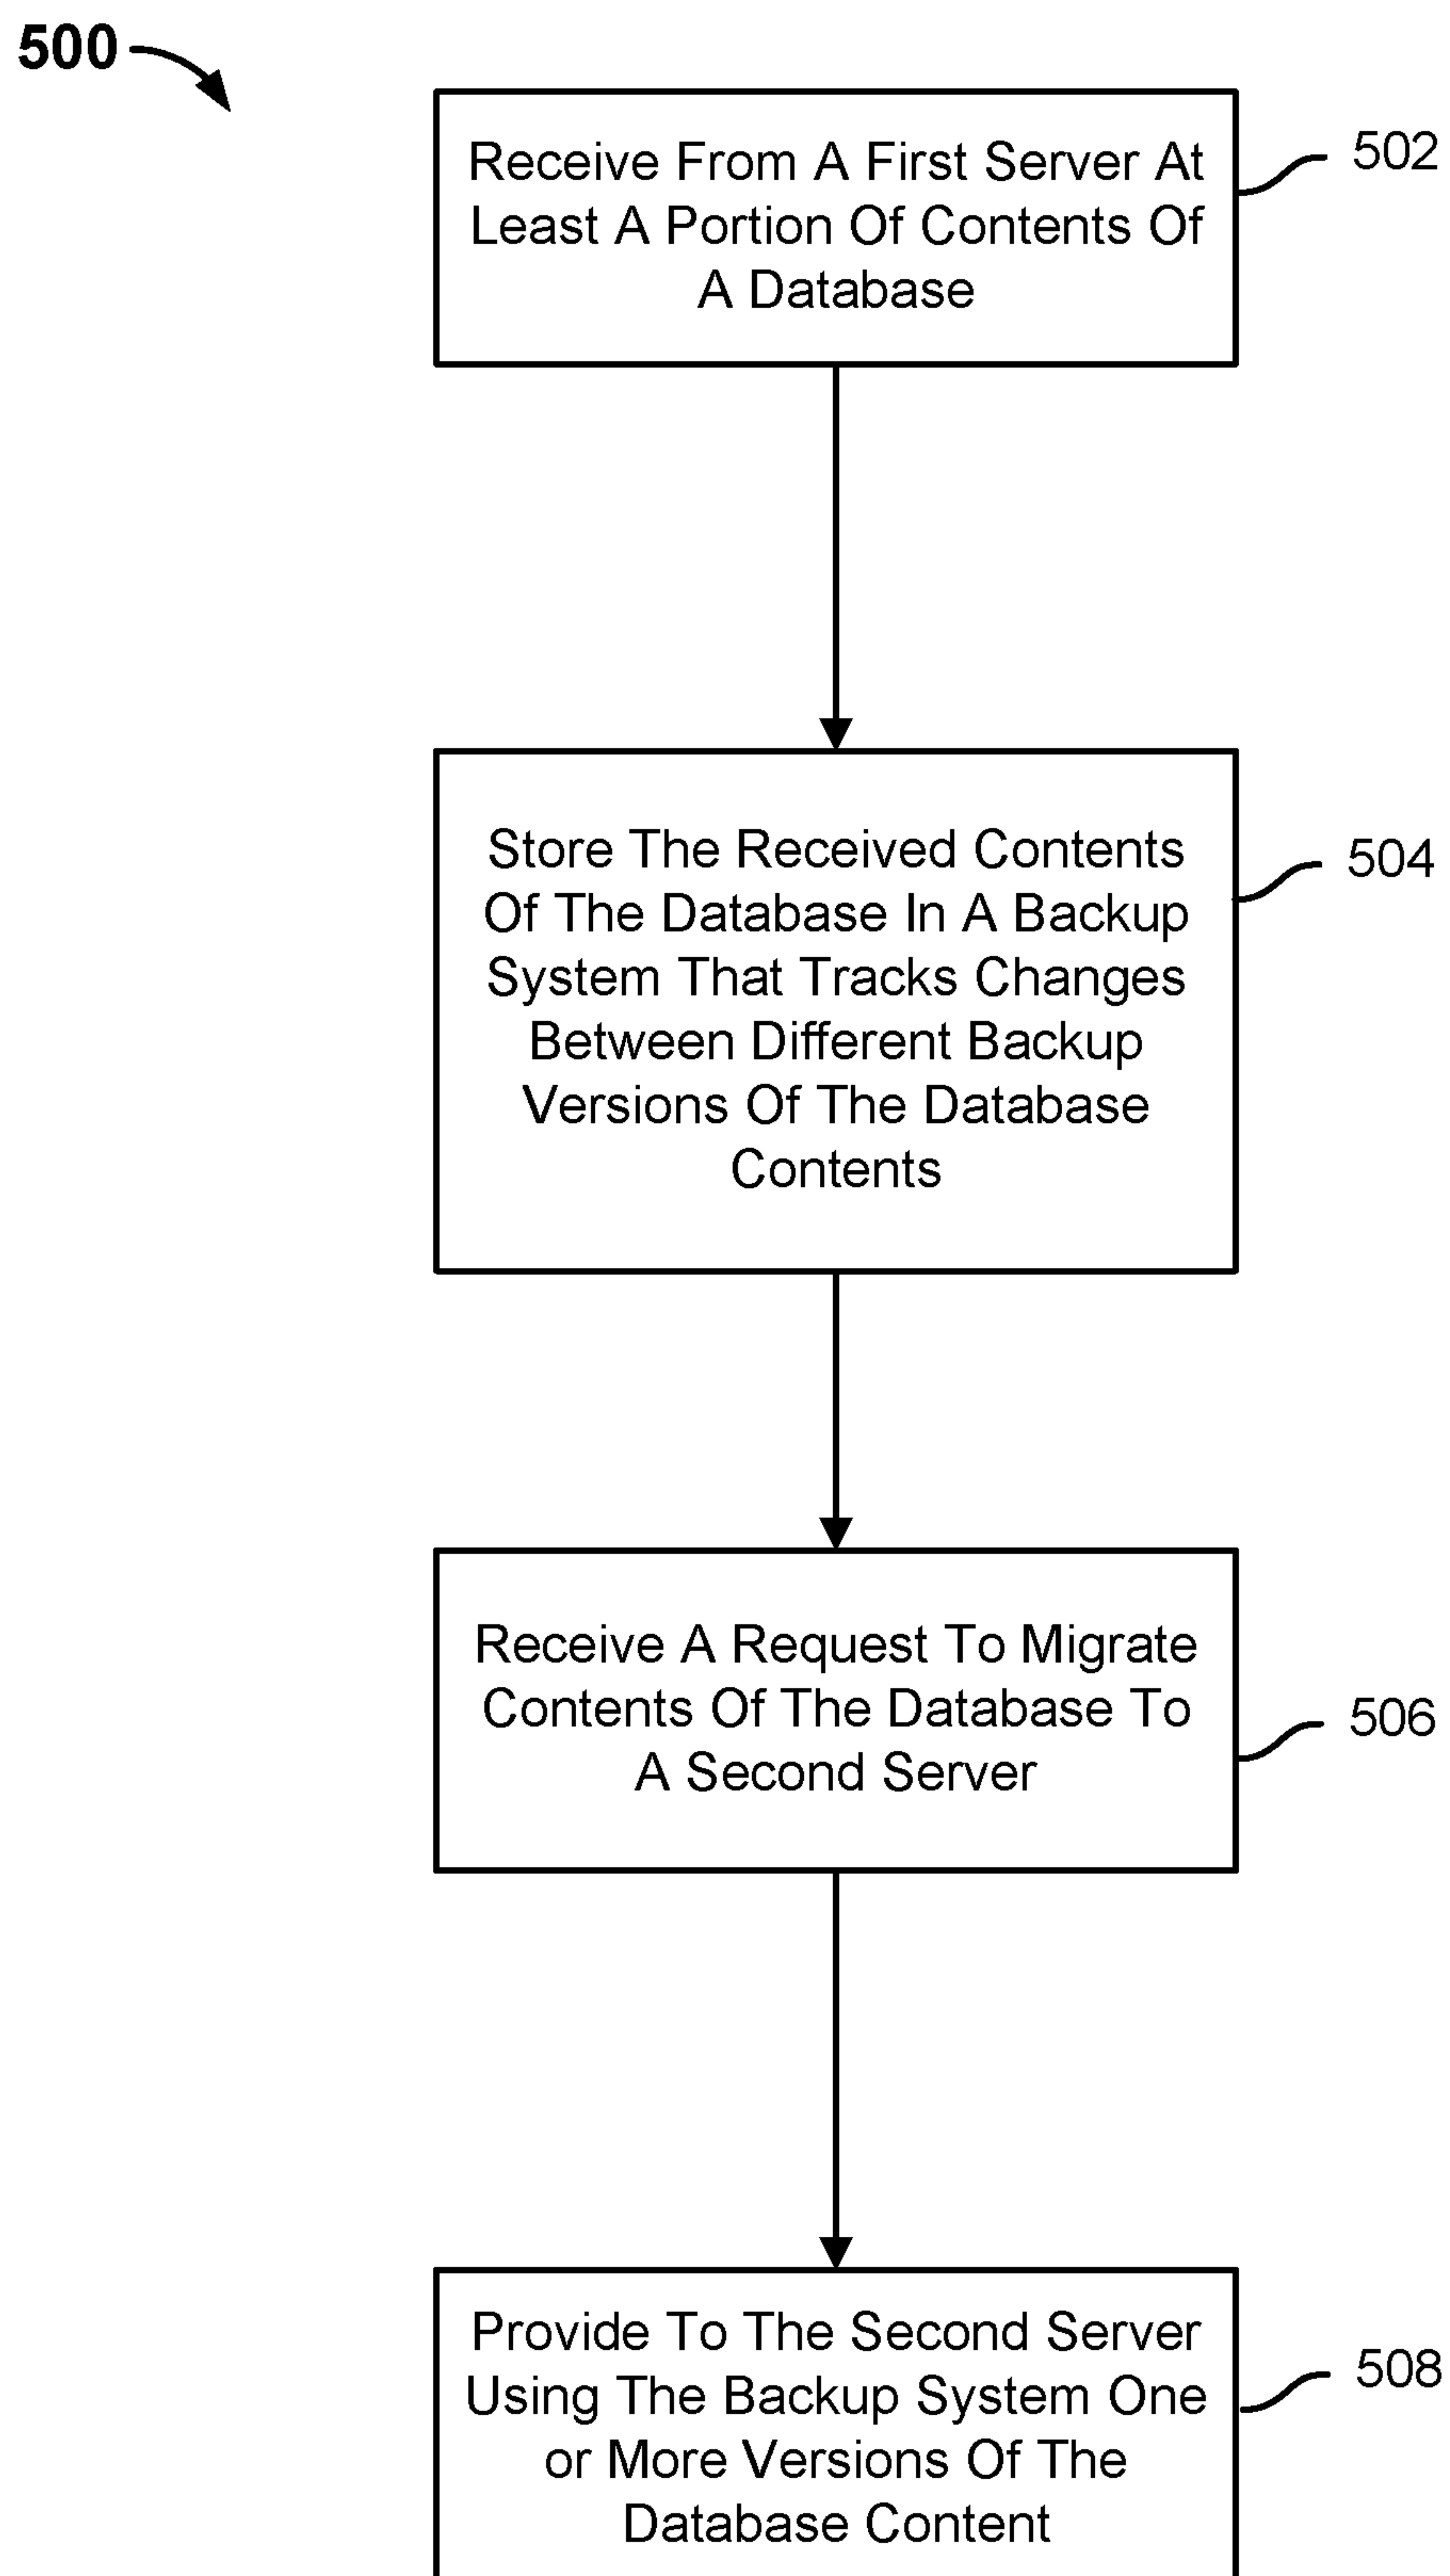 500
Receive From A First Server At
Least A Portion Of Contents Of
A Database
502
Store The Received Contents
Of The Database In A Backup
System That Tracks Changes
Between Different Backup
Versions Of The Database
Contents
504
Receive A Request To Migrate
Contents Of The Database To
A Second Server
506
Provide To The Second Server
Using The Backup System One
or More Versions Of The
Database Content
508